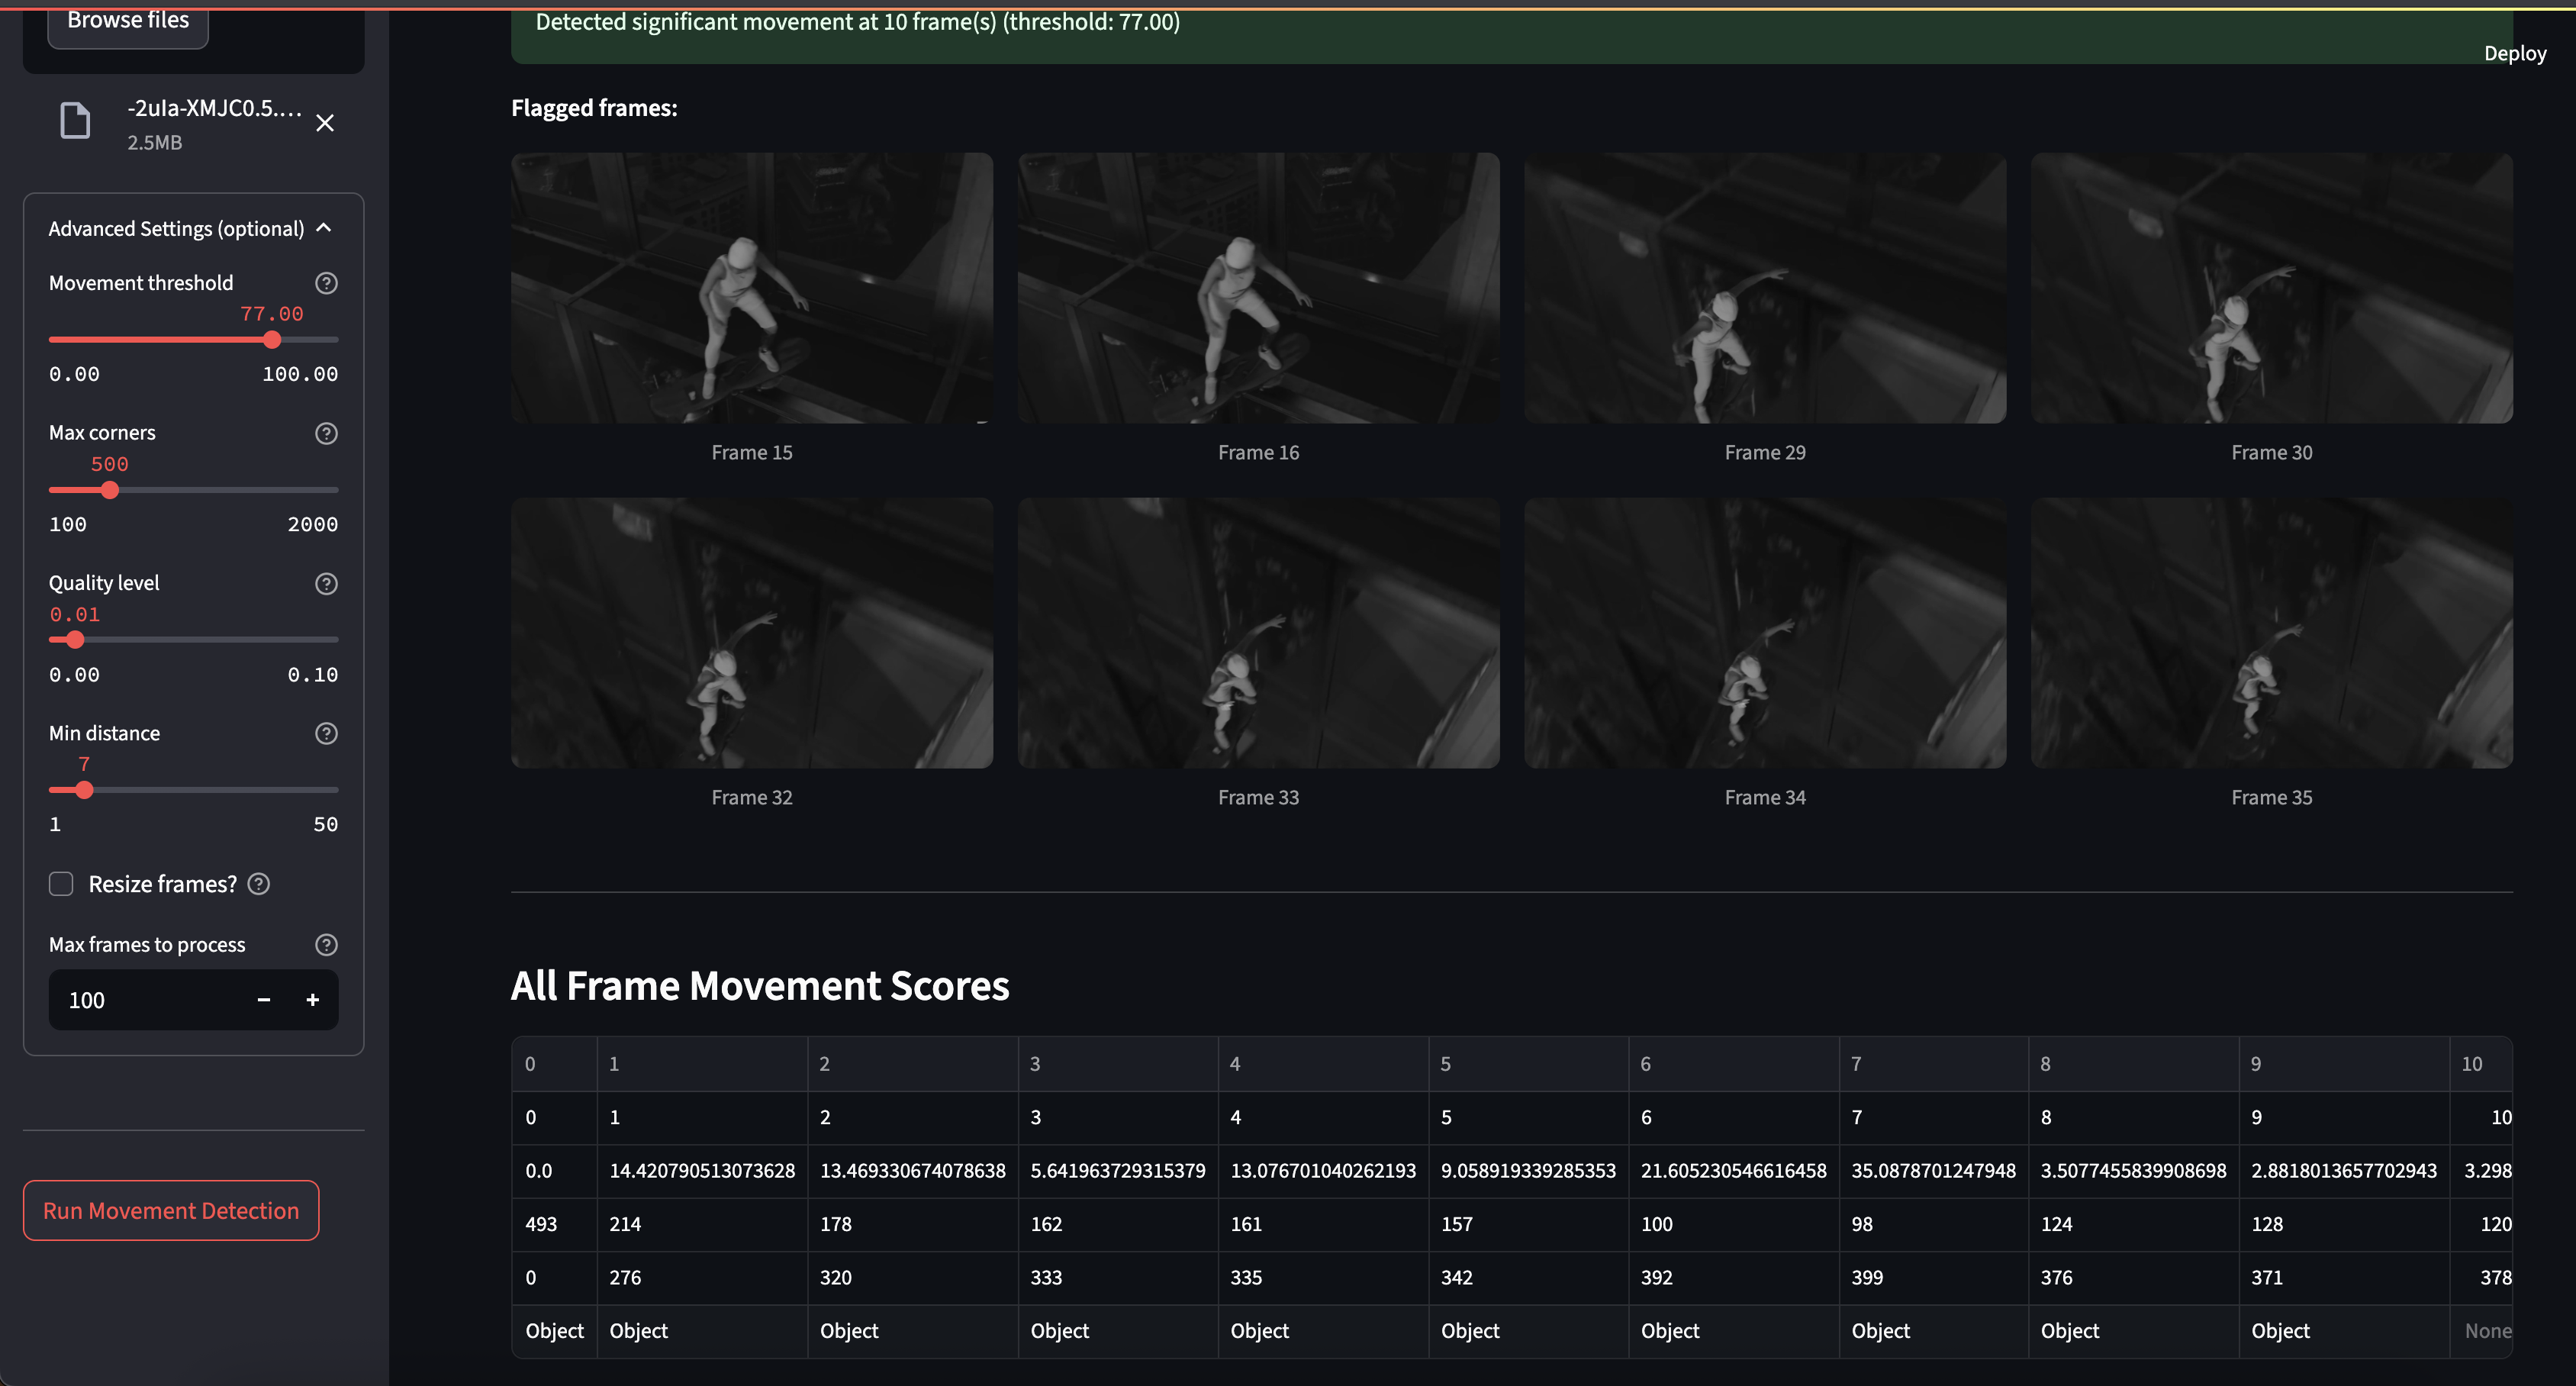 Browse files
-2uIa-XMJC0.5....
2.5MB
Advanced Settings (optional)
Movement threshold
77.00
0.00 100.00
Max corners
500
100 2000
Quality level
0.01
0.00 0.10
Min distance
7
1 50
Resize frames?
Max frames to process
100 − +
Run Movement Detection
Detected significant movement at 10 frame(s) (threshold: 77.00)
Deploy
Flagged frames:
Frame 15 Frame 16 Frame 29 Frame 30
Frame 32 Frame 33 Frame 34 Frame 35
All Frame Movement Scores
0 1 2 3 4 5 6 7 8 9 10
0 1 2 3 4 5 6 7 8 9 10
0.0 14.420790513073628 13.469330674078638 5.641963729315379 13.076701040262193 9.058919339285353 21.605230546616458 35.0878701247948 3.5077455839908698 2.8818013657702943 3.298
493 214 178 162 161 157 100 98 124 128 120
0 276 320 333 335 342 392 399 376 371 378
Object Object Object Object Object Object Object Object Object Object None